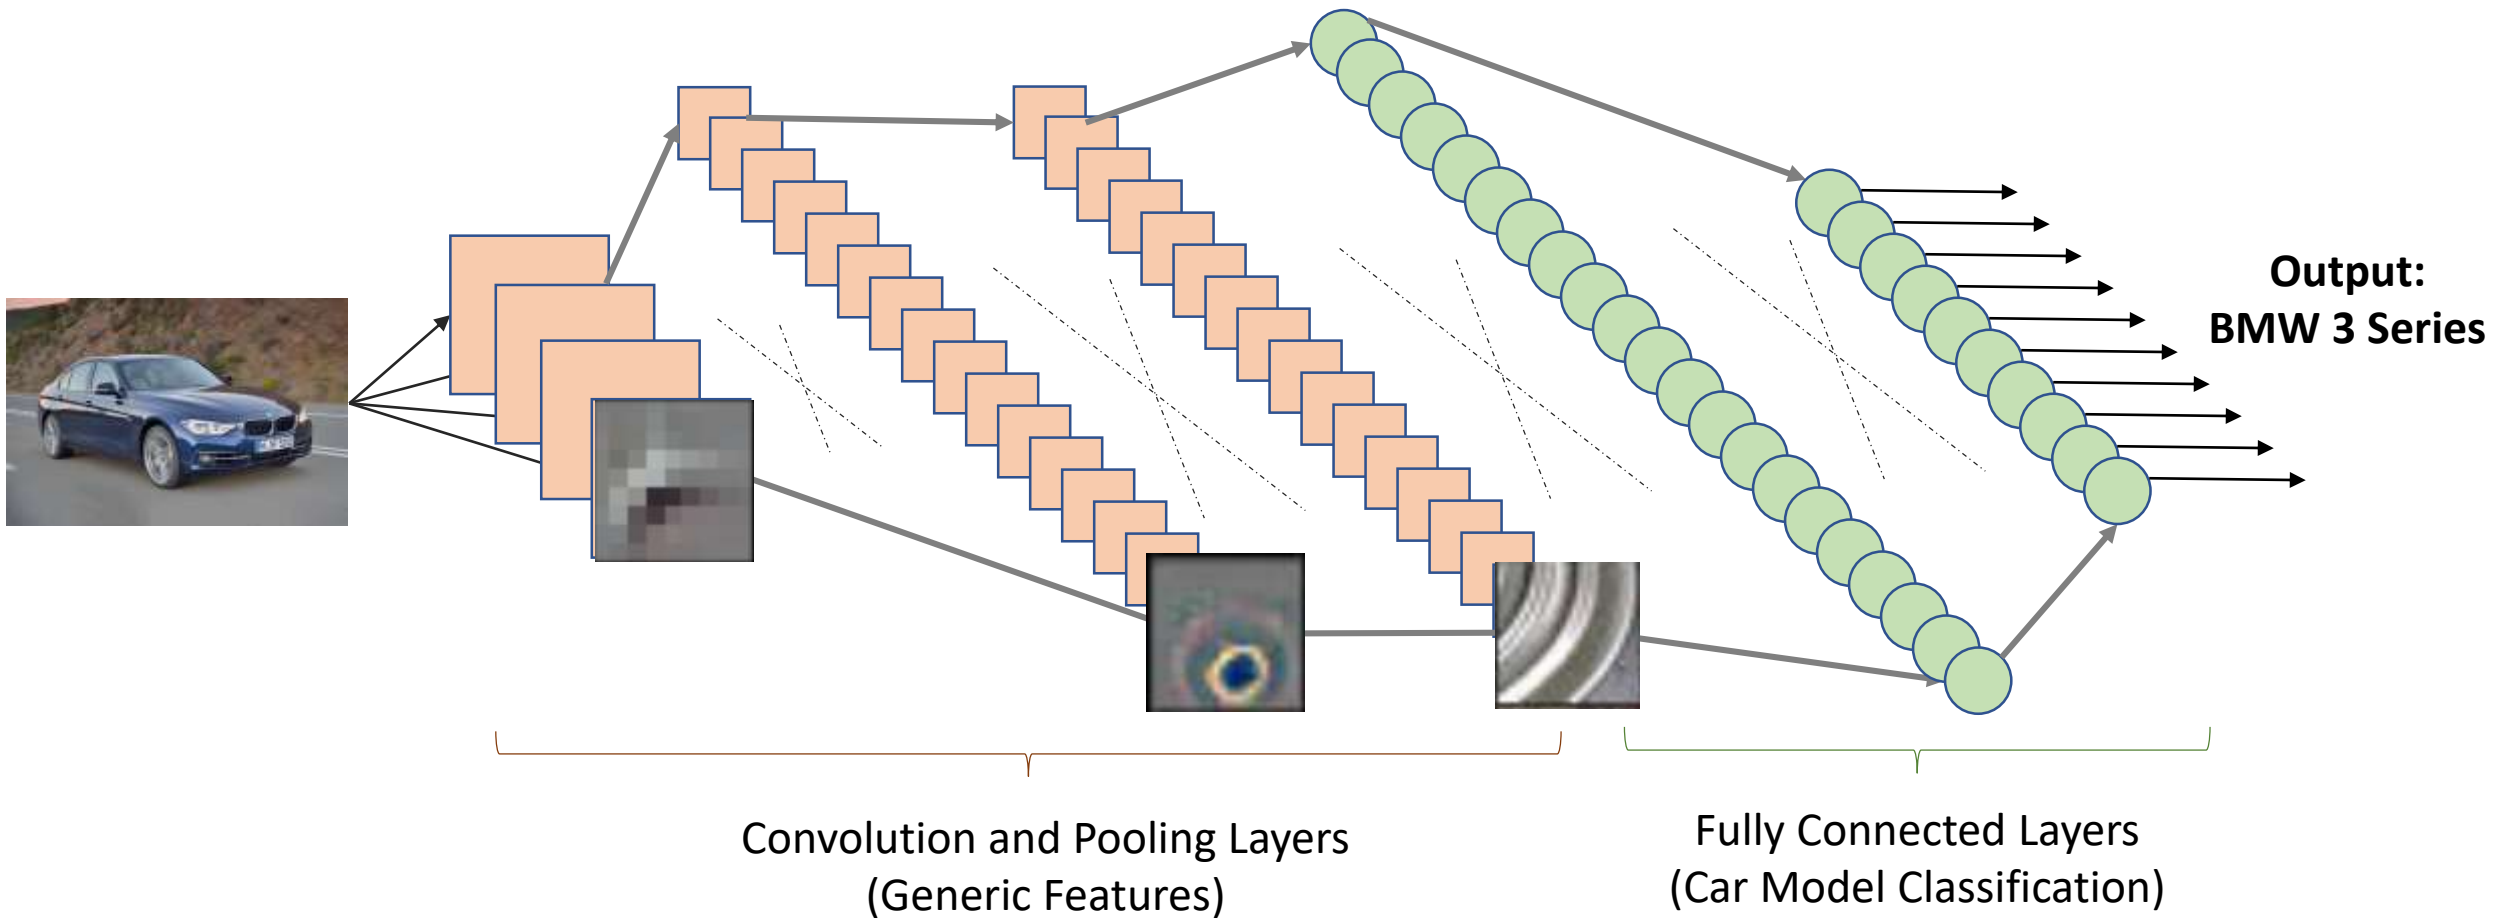 Output:
BMW 3 Series
Convolution and Pooling Layers
(Generic Features)
Fully Connected Layers
(Car Model Classification)